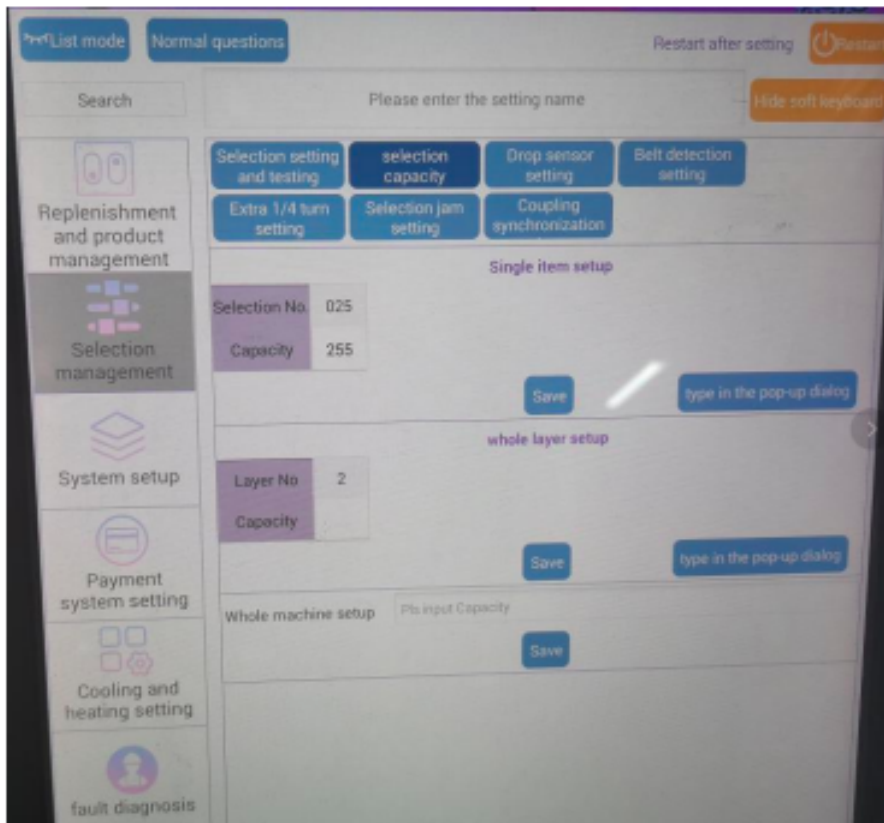 List mode
Normal questions
Restart after setting
Restart
Search
Please enter the setting name
Hide soft keyboard
Replenishment
and product
management
Selection
management
System setup
Payment
system setting
Cooling and
heating setting
fault diagnosis
Selection setting
and testing
selection
capacity
Drop sensor
setting
Belt detection
setting
Extra 1/4 turn
setting
Selection jam
setting
Coupling
synchronization
Single item setup
Selection No. 025
Capacity 255
Save
type in the pop-up dialog
whole layer setup
Layer No 2
Capacity
Save
type in the pop-up dialog
Whole machine setup
Pls input Capacity
Save